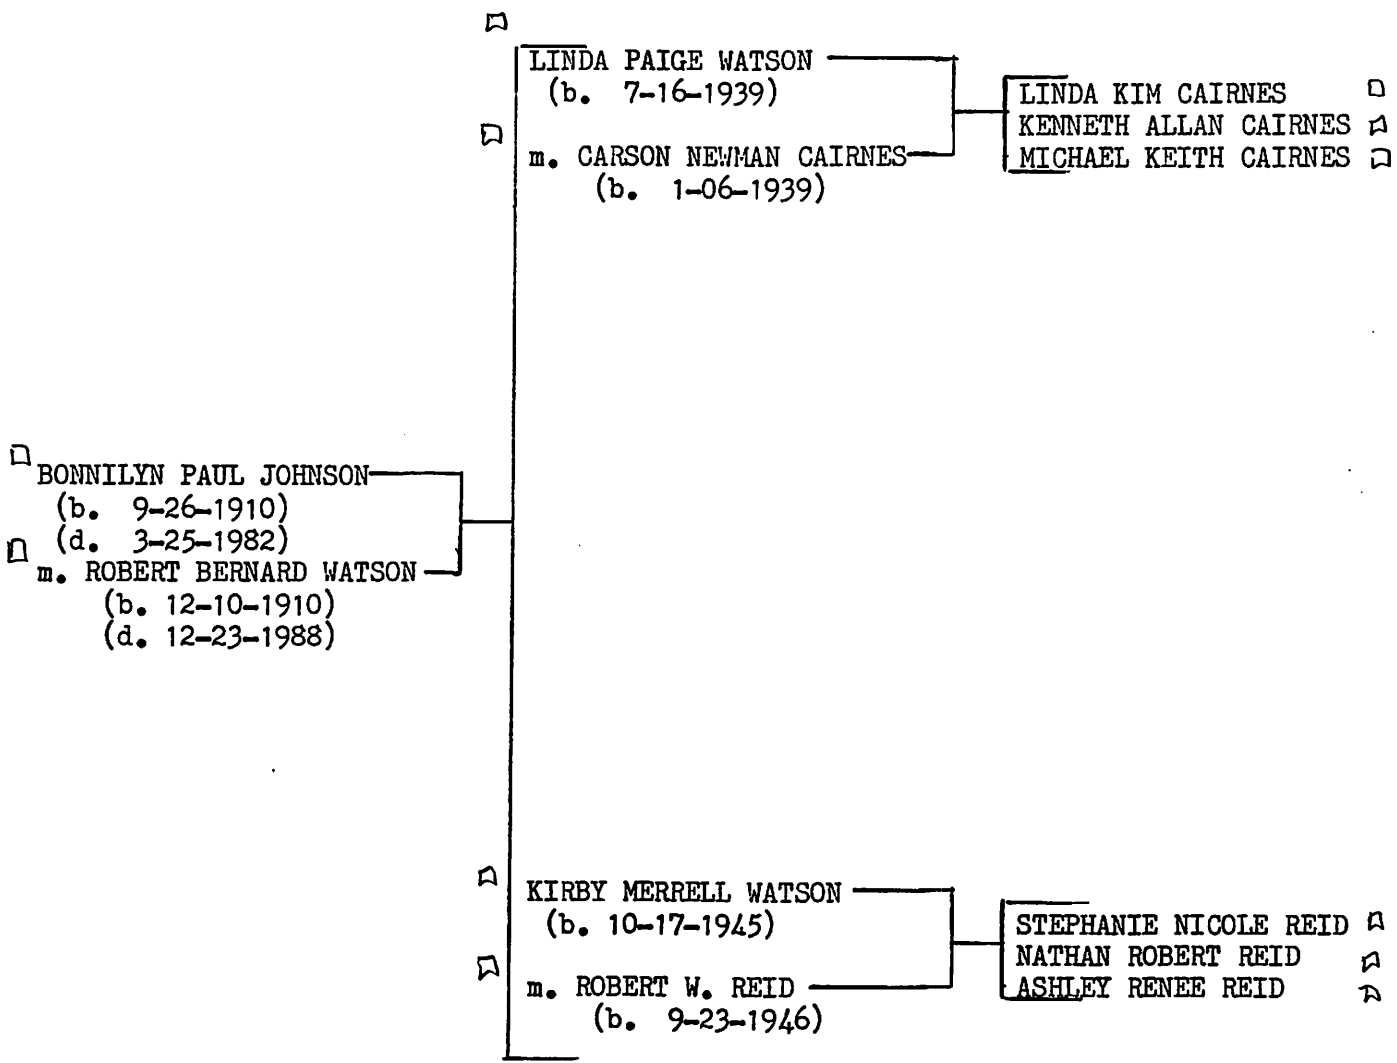 LINDA PAIGE WATSON
(b. 7-16-1939)
m. CARSON NEWMAN CAIRNES
(b. 1-06-1939)
LINDA KIM CAIRNES
KENNETH ALLAN CAIRNES
MICHAEL KEITH CAIRNES
BONNILYN PAUL JOHNSON
(b. 9-26-1910)
(d. 3-25-1982)
m. ROBERT BERNARD WATSON
(b. 12-10-1910)
(d. 12-23-1988)
KIRBY MERRELL WATSON
(b. 10-17-1945)
m. ROBERT W. REID
(b. 9-23-1946)
STEPHANIE NICOLE REID
NATHAN ROBERT REID
ASHLEY RENEE REID